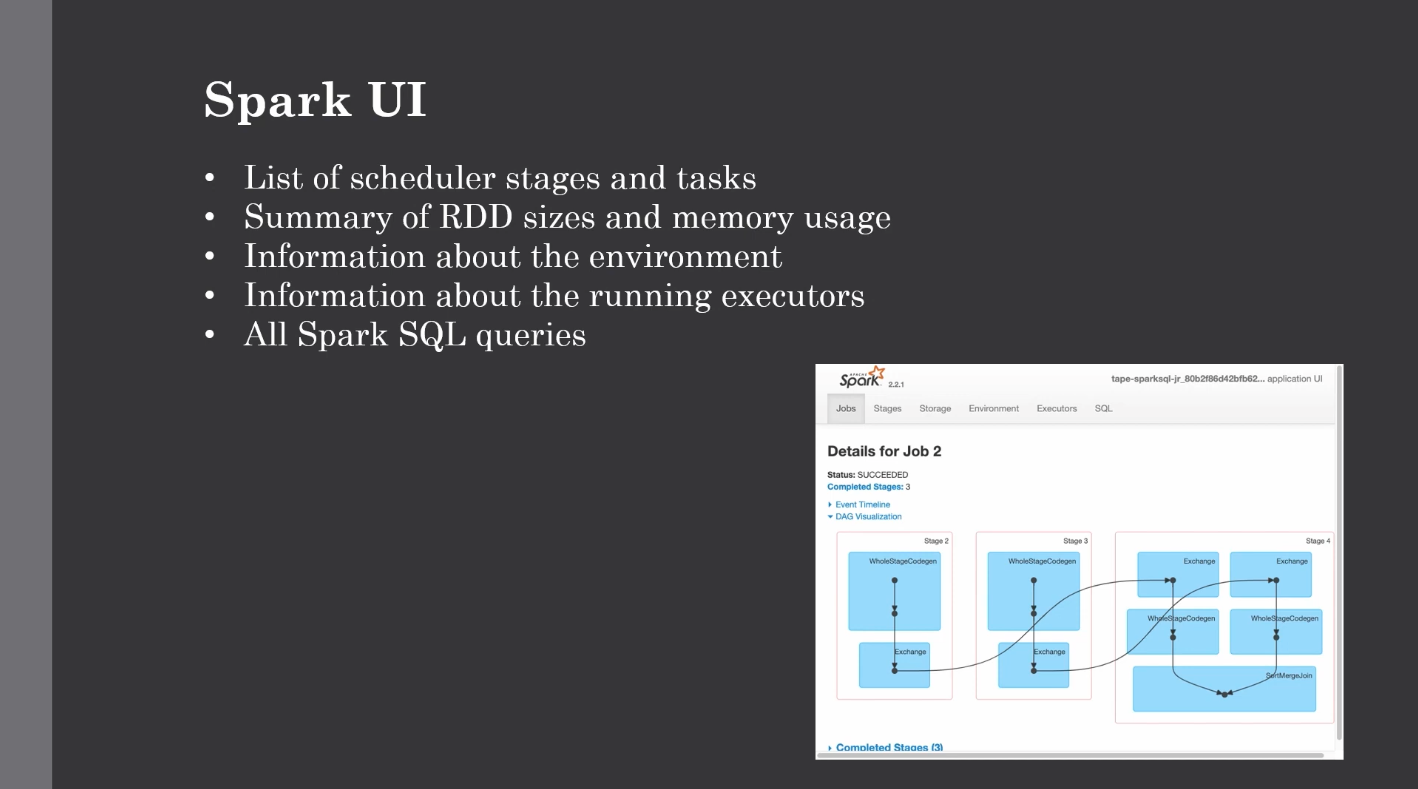 Spark UI
• List of scheduler stages and tasks
• Summary of RDD sizes and memory usage
• Information about the environment
• Information about the running executors
• All Spark SQL queries
APACHE
Spark 2.2.1
tape-sparksql-jr_80b2f86d42bfb62... application UI
Jobs Stages Storage Environment Executors SQL
Details for Job 2
Status: SUCCEEDED
Completed Stages: 3
Event Timeline
DAG Visualization
Stage 2 Stage 3 Stage 4
WholeStageCodegen WholeStageCodegen Exchange Exchange
WholeStageCodegen WholeStageCodegen
Exchange Exchange
SortMergeJoin
Completed Stages (3)